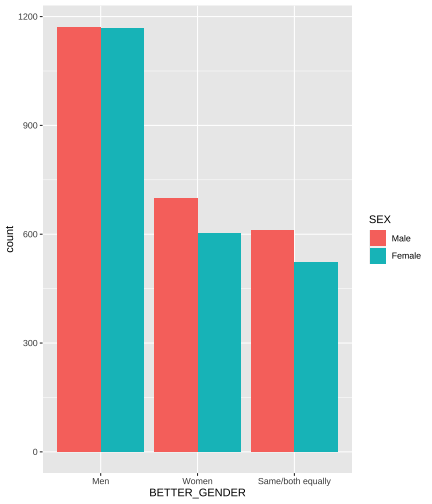 1200
900
600
300
0
count
Men
Women
Same/both equally
BETTER_GENDER
SEX
Male
Female